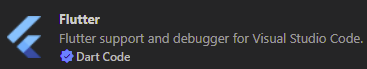 Flutter
Flutter support and debugger for Visual Studio Code.
Dart Code